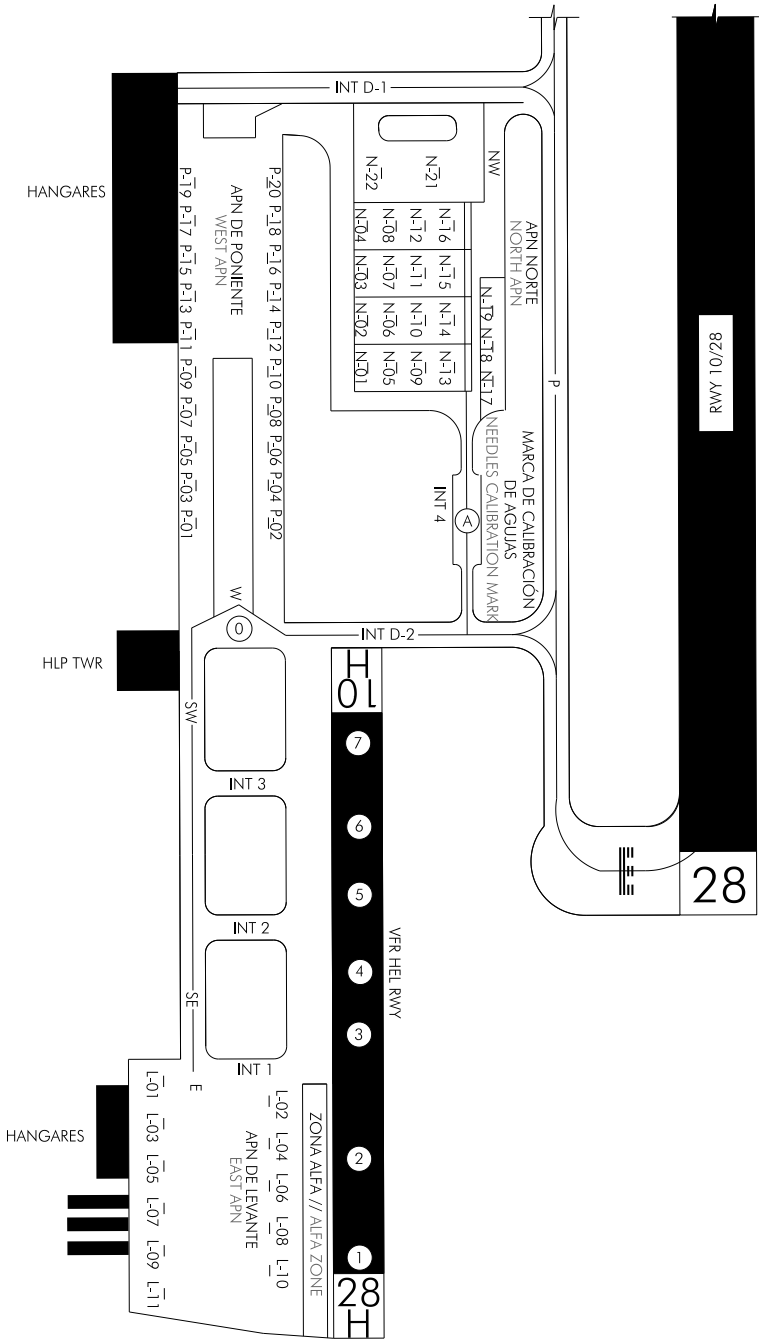 RWY 10/28
28
P
INT D-1
NW
APN NORTE
NORTH APN
N-21
N-22
N-16 N-15 N-14 N-13
N-12 N-11 N-10 N-09
N-08 N-07 N-06 N-05
N-04 N-03 N-02 N-01
N-19 N-18 N-17
MARCA DE CALIBRACIÓN
DE AGUJAS
NEEDLES CALIBRATION MARK
A
INT 4
HANGARES
P-20 P-18 P-16 P-14 P-12 P-10 P-08 P-06 P-04 P-02
APN DE PONIENTE
WEST APN
P-19 P-17 P-15 P-13 P-11 P-09 P-07 P-05 P-03 P-01
W
0
INT D-2
HLP TWR
SW
H
10
7
6
5
4
3
2
1
28
H
VFR HEL RWY
INT 3
INT 2
INT 1
SE
E
ZONA ALFA // ALFA ZONE
L-02 L-04 L-06 L-08 L-10
APN DE LEVANTE
EAST APN
L-01 L-03 L-05 L-07 L-09 L-11
HANGARES